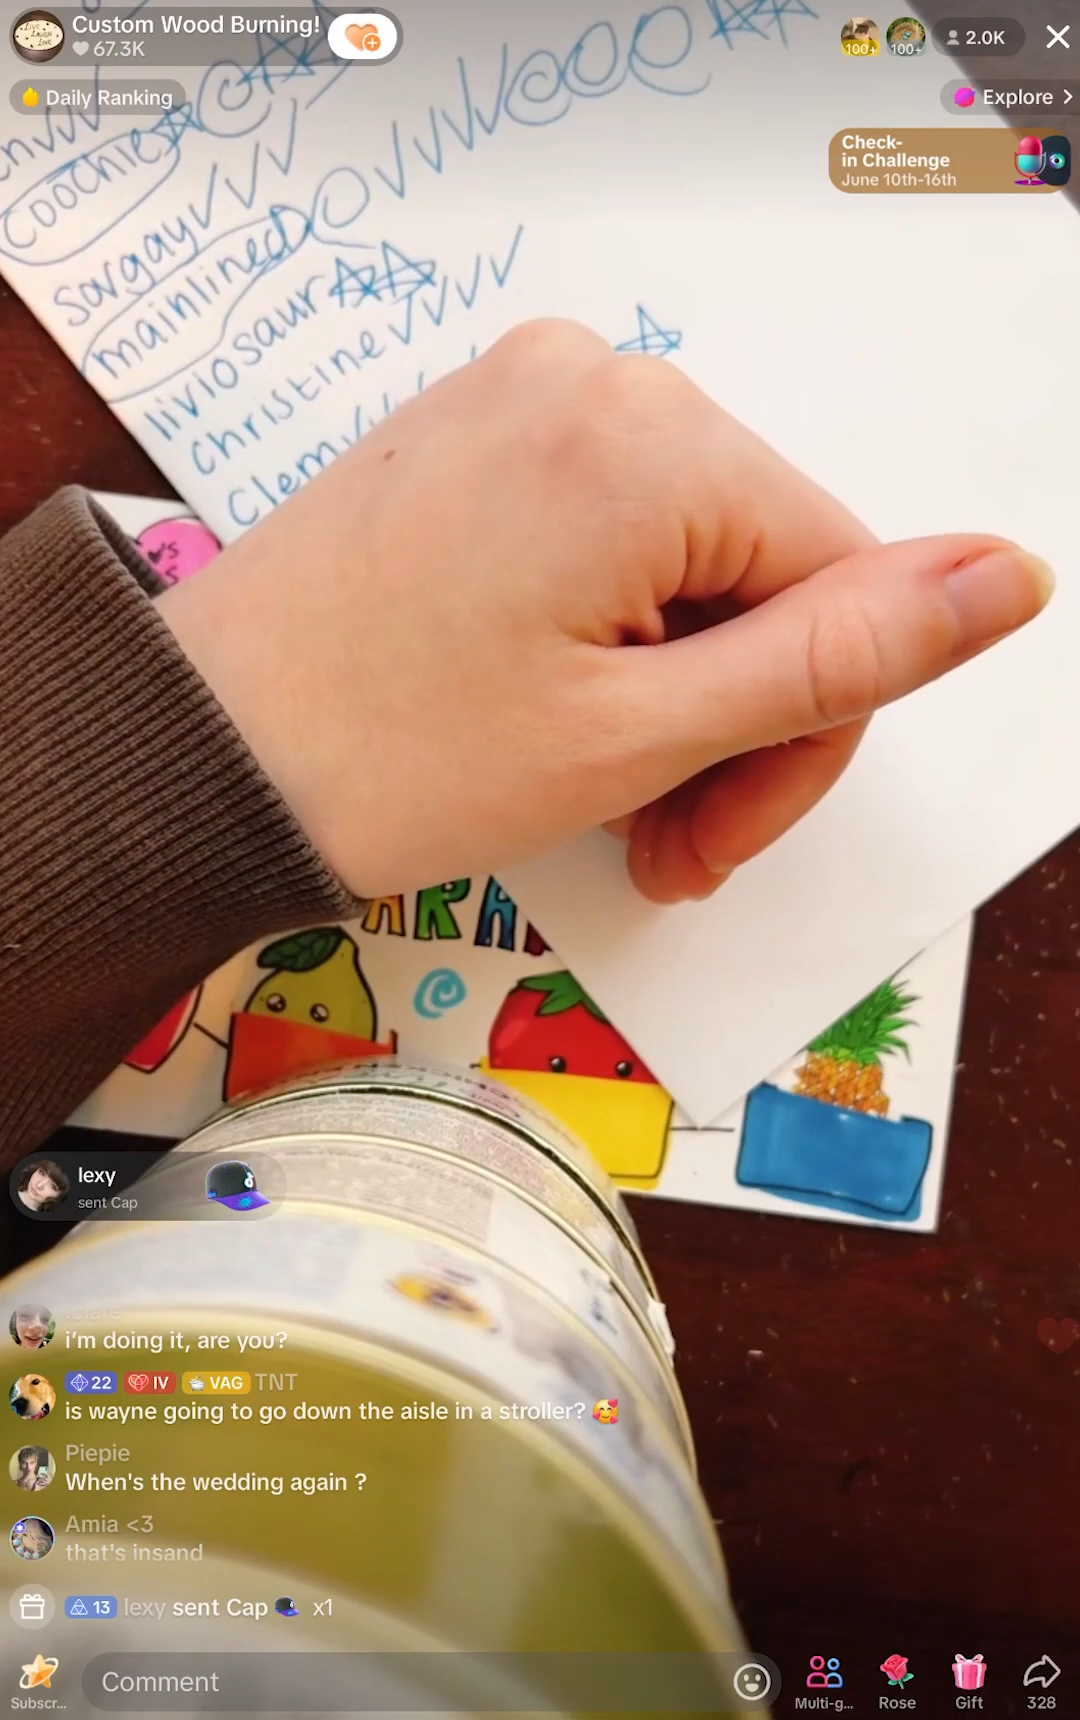 Custom Wood Burning!
67.3K
100+
100+
2.0K
Daily Ranking
Explore
Check-
in Challenge
June 10th-16th
coochie
sorgay
mainlined
liviosaur
christine
Clem
lexy
sent Cap
i'm doing it, are you?
22 IV VAG TNT
is wayne going to go down the aisle in a stroller? 🥰
Piepie
When's the wedding again ?
Amia <3
that's insand
13 lexy sent Cap x1
Subscr...
Comment
Multi-g...
Rose
Gift
328